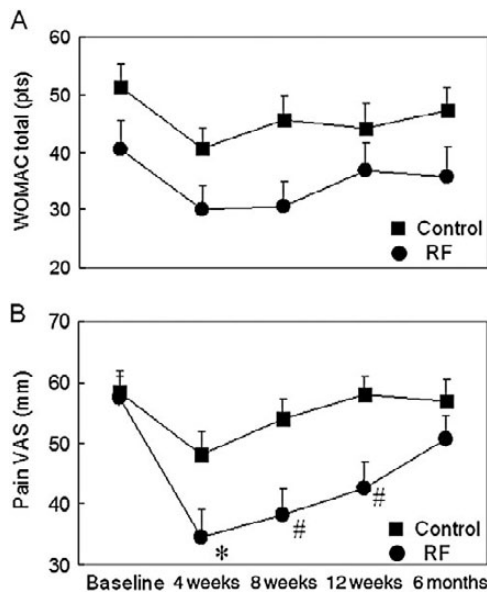 A
WOMAC total (pts)
60
50
40
30
20
Control
RF
B
Pain VAS (mm)
70
60
50
40
30
*
#
#
Control
RF
Baseline 4 weeks 8 weeks 12 weeks 6 months